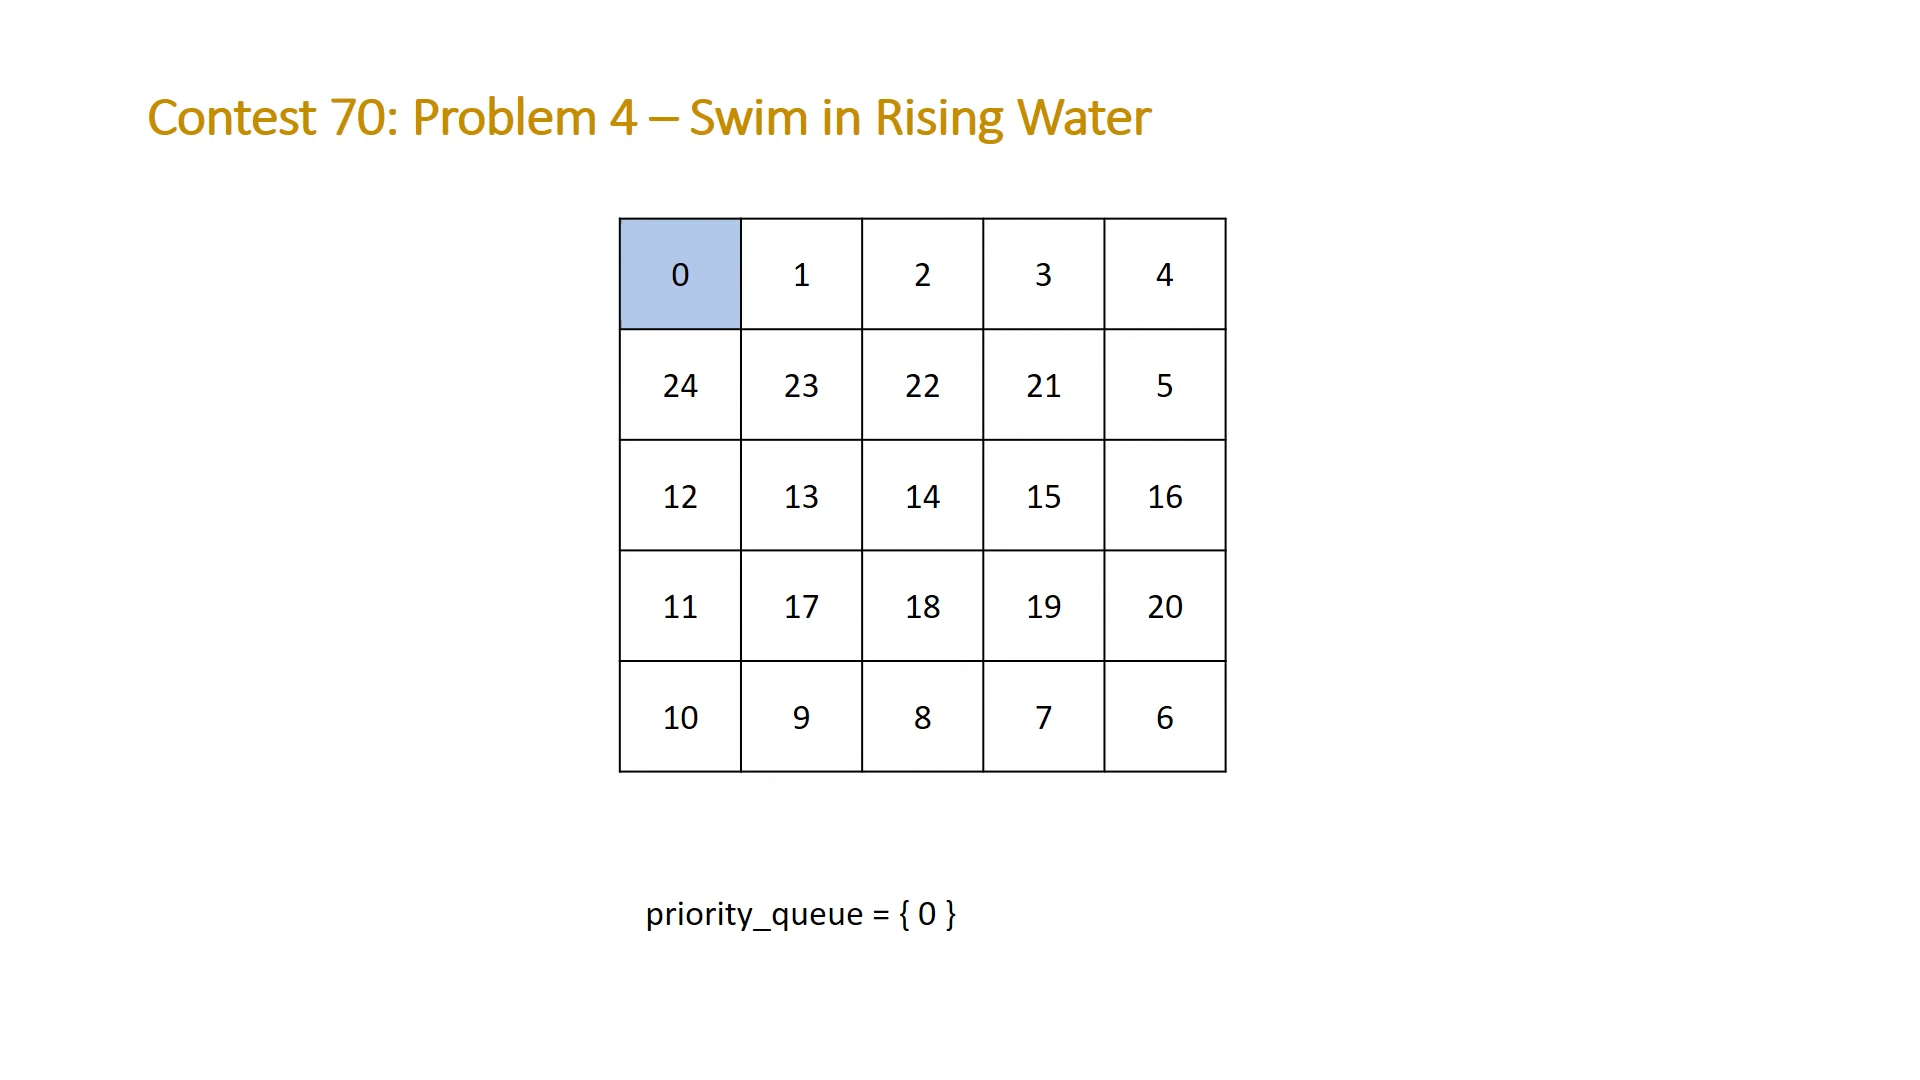 Contest 70: Problem 4 – Swim in Rising Water
0 1 2 3 4
24 23 22 21 5
12 13 14 15 16
11 17 18 19 20
10 9 8 7 6
priority_queue = { 0 }